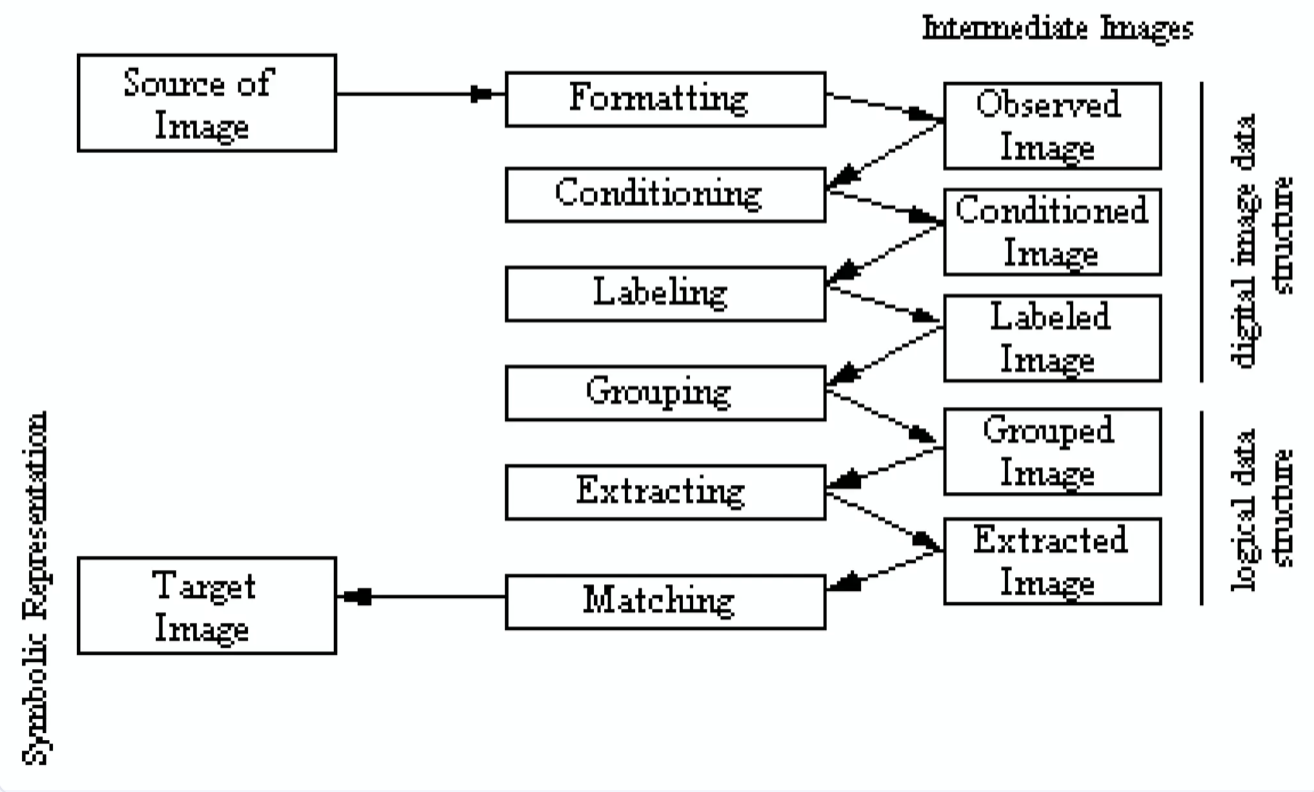 Intermediate Images
Source of
Image
Formatting
Observed
Image
Conditioning
Conditioned
Image
Labeling
Labeled
Image
Grouping
Grouped
Image
Extracting
Extracted
Image
Matching
Target
Image
digital image data
structure
logical data
structure
Symbolic Representation